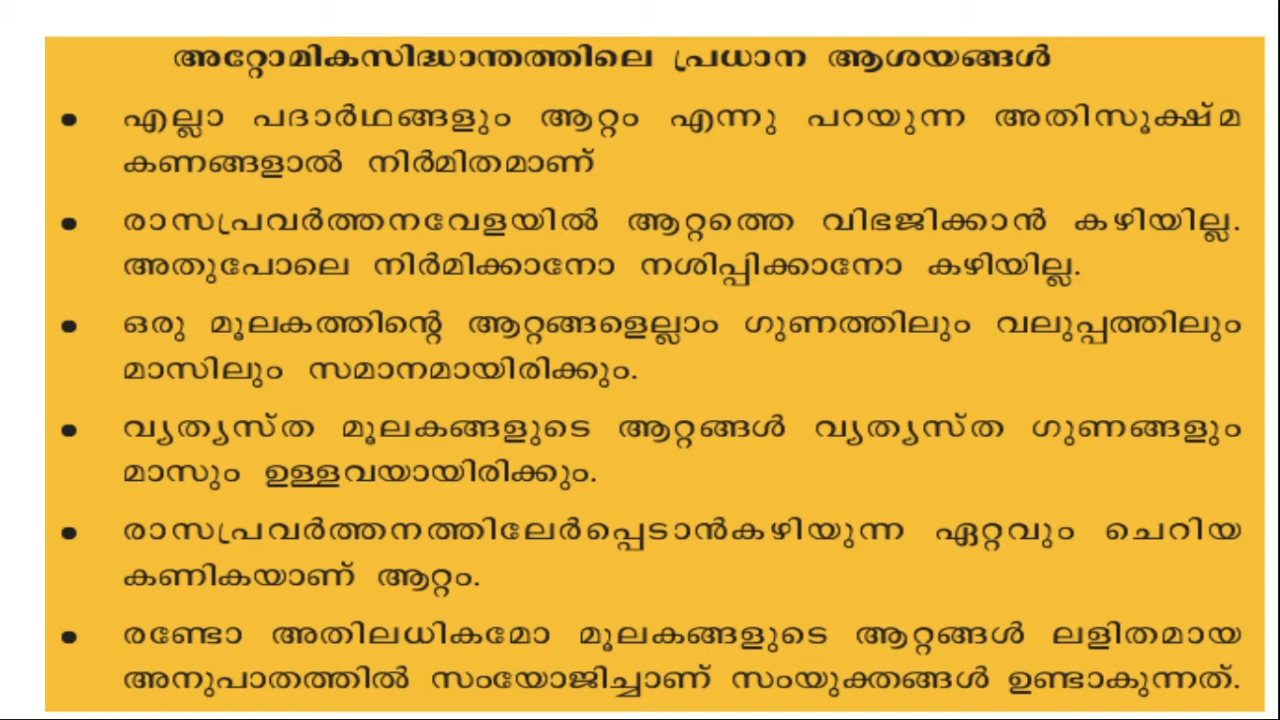 അറ്റോമികസിദ്ധാന്തത്തിലെ പ്രധാന ആശയങ്ങൾ
• എല്ലാ പദാർഥങ്ങളും ആറ്റം എന്നു പറയുന്ന അതിസൂക്ഷ്മ
കണങ്ങളാൽ നിർമിതമാണ്
• രാസപ്രവർത്തനവേളയിൽ ആറ്റത്തെ വിഭജിക്കാൻ കഴിയില്ല.
അതുപോലെ നിർമിക്കാനോ നശിപ്പിക്കാനോ കഴിയില്ല.
• ഒരു മൂലകത്തിന്റെ ആറ്റങ്ങളെല്ലാം ഗുണത്തിലും വലുപ്പത്തിലും
മാസിലും സമാനമായിരിക്കും.
• വ്യത്യസ്ത മൂലകങ്ങളുടെ ആറ്റങ്ങൾ വ്യത്യസ്ത ഗുണങ്ങളും
മാസും ഉള്ളവയായിരിക്കും.
• രാസപ്രവർത്തനത്തിലേർപ്പെടാൻകഴിയുന്ന ഏറ്റവും ചെറിയ
കണികയാണ് ആറ്റം.
• രണ്ടോ അതിലധികമോ മൂലകങ്ങളുടെ ആറ്റങ്ങൾ ലളിതമായ
അനുപാതത്തിൽ സംയോജിച്ചാണ് സംയുക്തങ്ങൾ ഉണ്ടാകുന്നത്.